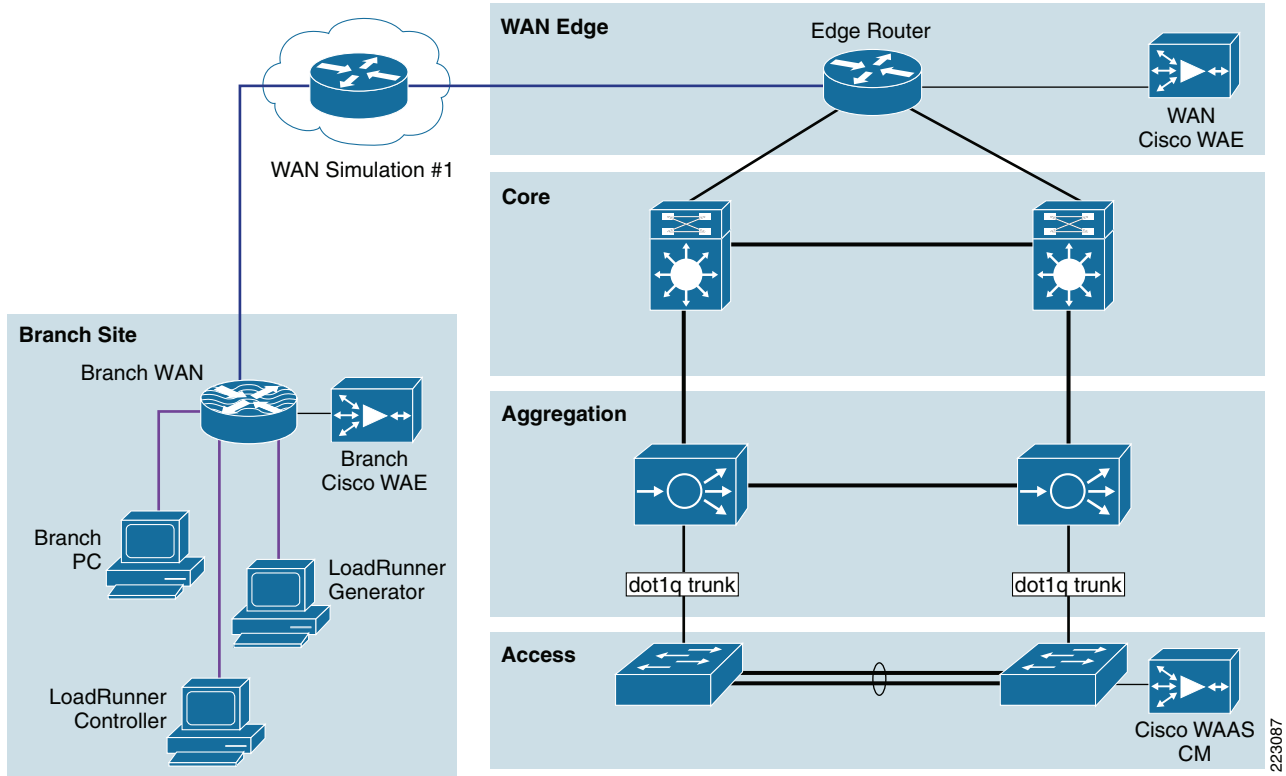 WAN Edge
Edge Router
WAN
Cisco WAE
WAN Simulation #1
Core
Branch Site
Branch WAN
Branch
Cisco WAE
Branch
PC
LoadRunner
Generator
LoadRunner
Controller
Aggregation
dot1q trunk
dot1q trunk
Access
Cisco WAAS
CM
223087